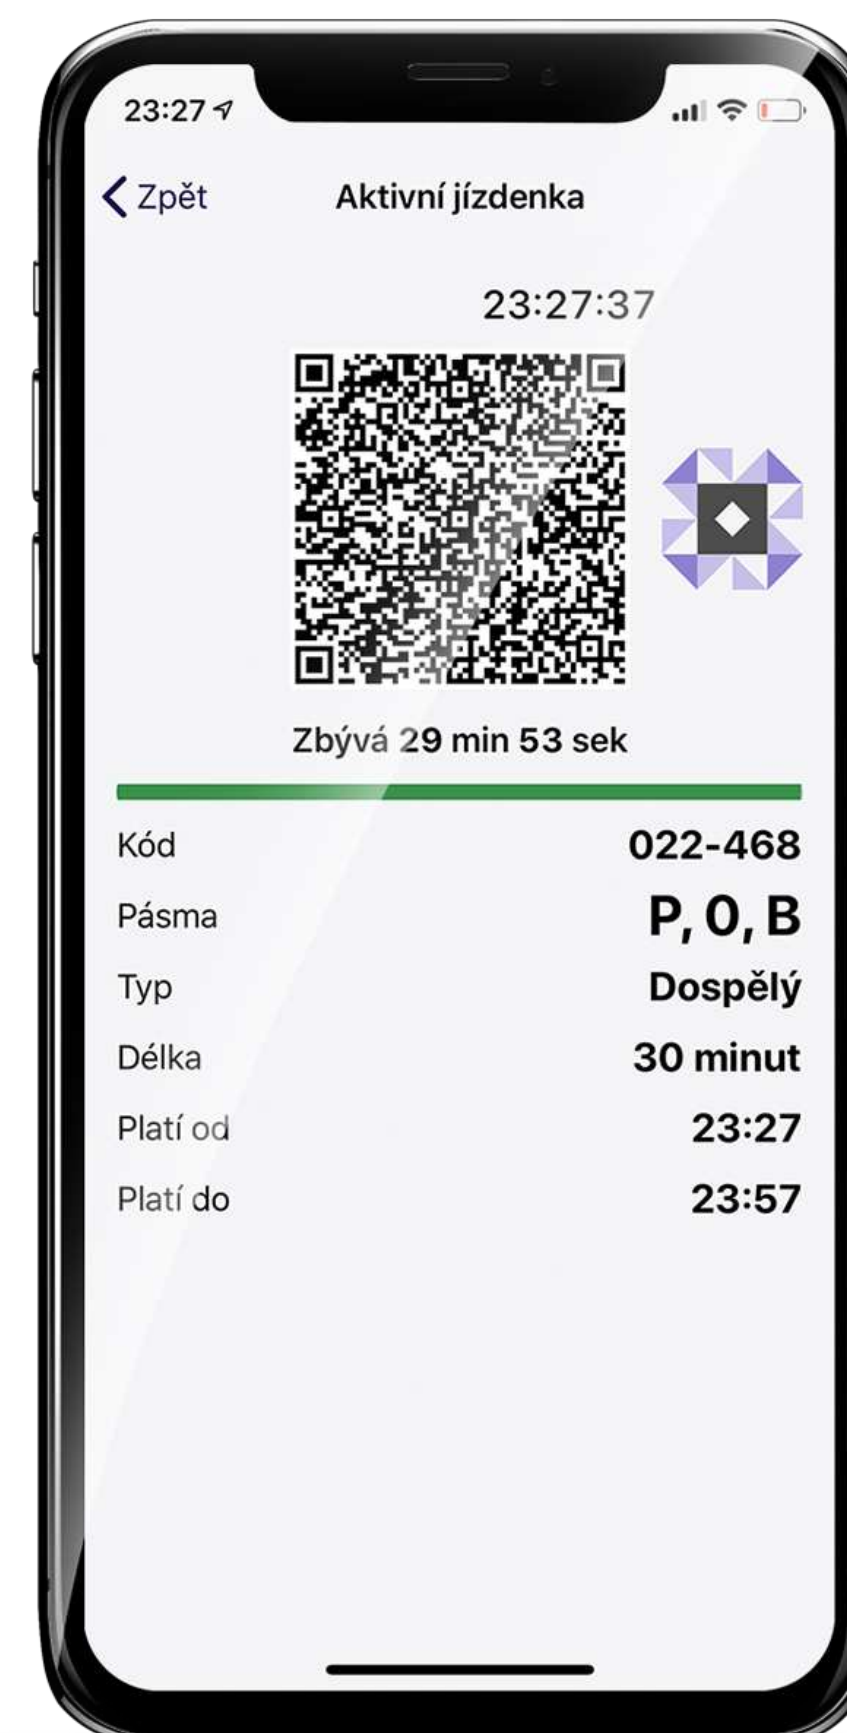 23:27
Zpět
Aktivní jízdenka
23:27:37
Zbývá 29 min 53 sek
Kód 022-468
Pásma P, 0, B
Typ Dospělý
Délka 30 minut
Platí od 23:27
Platí do 23:57